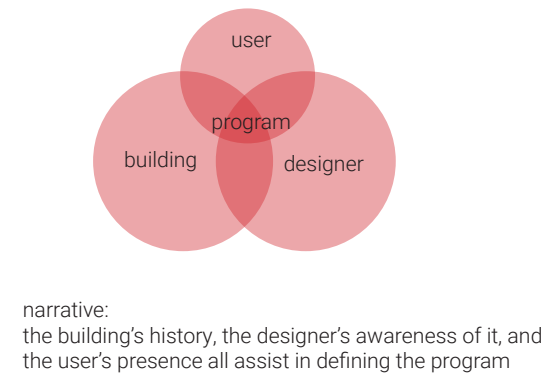 user
program
building
designer
narrative:
the building’s history, the designer’s awareness of it, and
the user’s presence all assist in defining the program